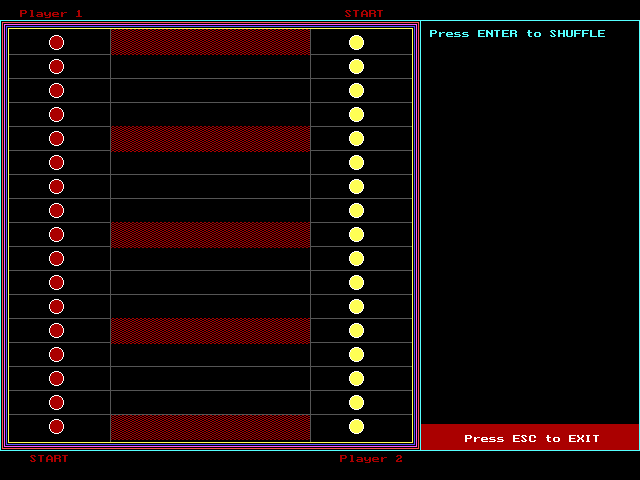 Player 1
START
Press ENTER to SHUFFLE
Press ESC to EXIT
START
Player 2